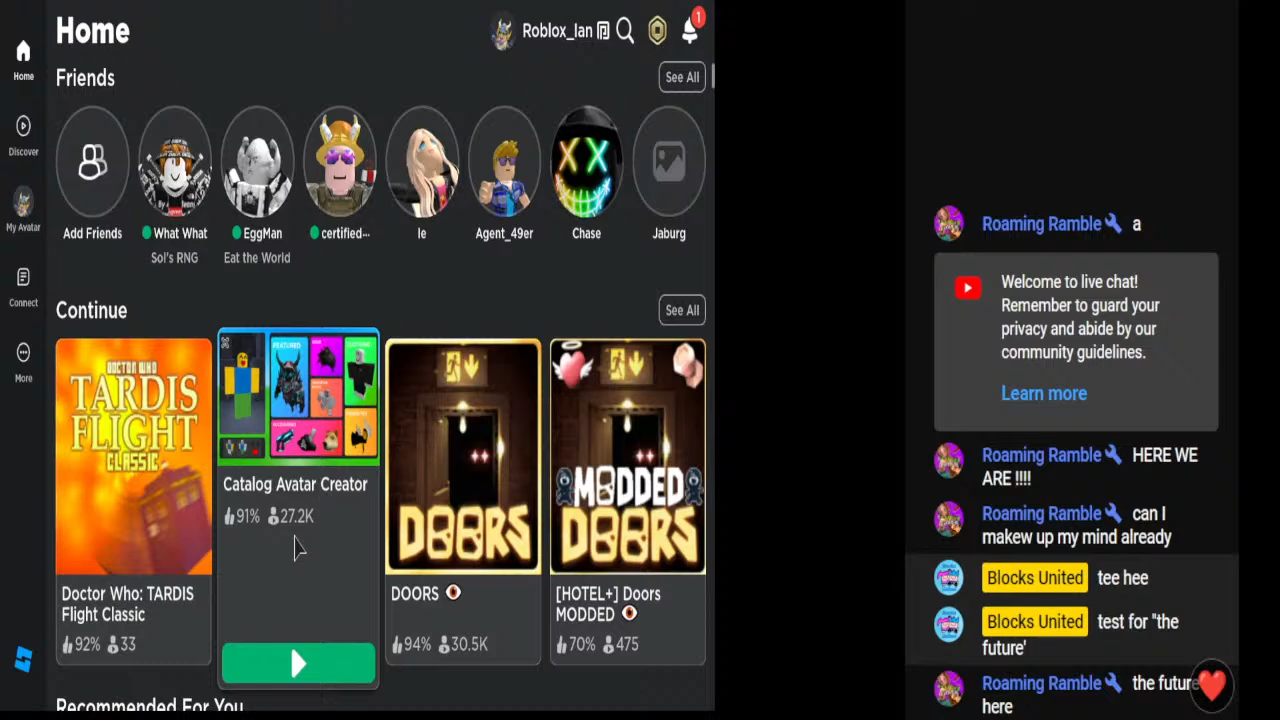 Home
Roblox_Ian
1
Home
Discover
My Avatar
Connect
More
Friends
See All
Add Friends
What What
Sol's RNG
EggMan
Eat the World
certified...
le
Agent_49er
Chase
Jaburg
Continue
See All
DOCTOR WHO
TARDIS
FLIGHT
CLASSIC
Doctor Who: TARDIS
Flight Classic
92% 33
FEATURED
Catalog Avatar Creator
91% 27.2K
DOORS
DOORS
94% 30.5K
MODDED
DOORS
[HOTEL+] Doors
MODDED
70% 475
Recommended For You
Roaming Ramble a
Welcome to live chat!
Remember to guard your
privacy and abide by our
community guidelines.
Learn more
Roaming Ramble HERE WE
ARE !!!!
Roaming Ramble can I
makew up my mind already
Blocks United tee hee
Blocks United test for "the
future'
Roaming Ramble the future
here